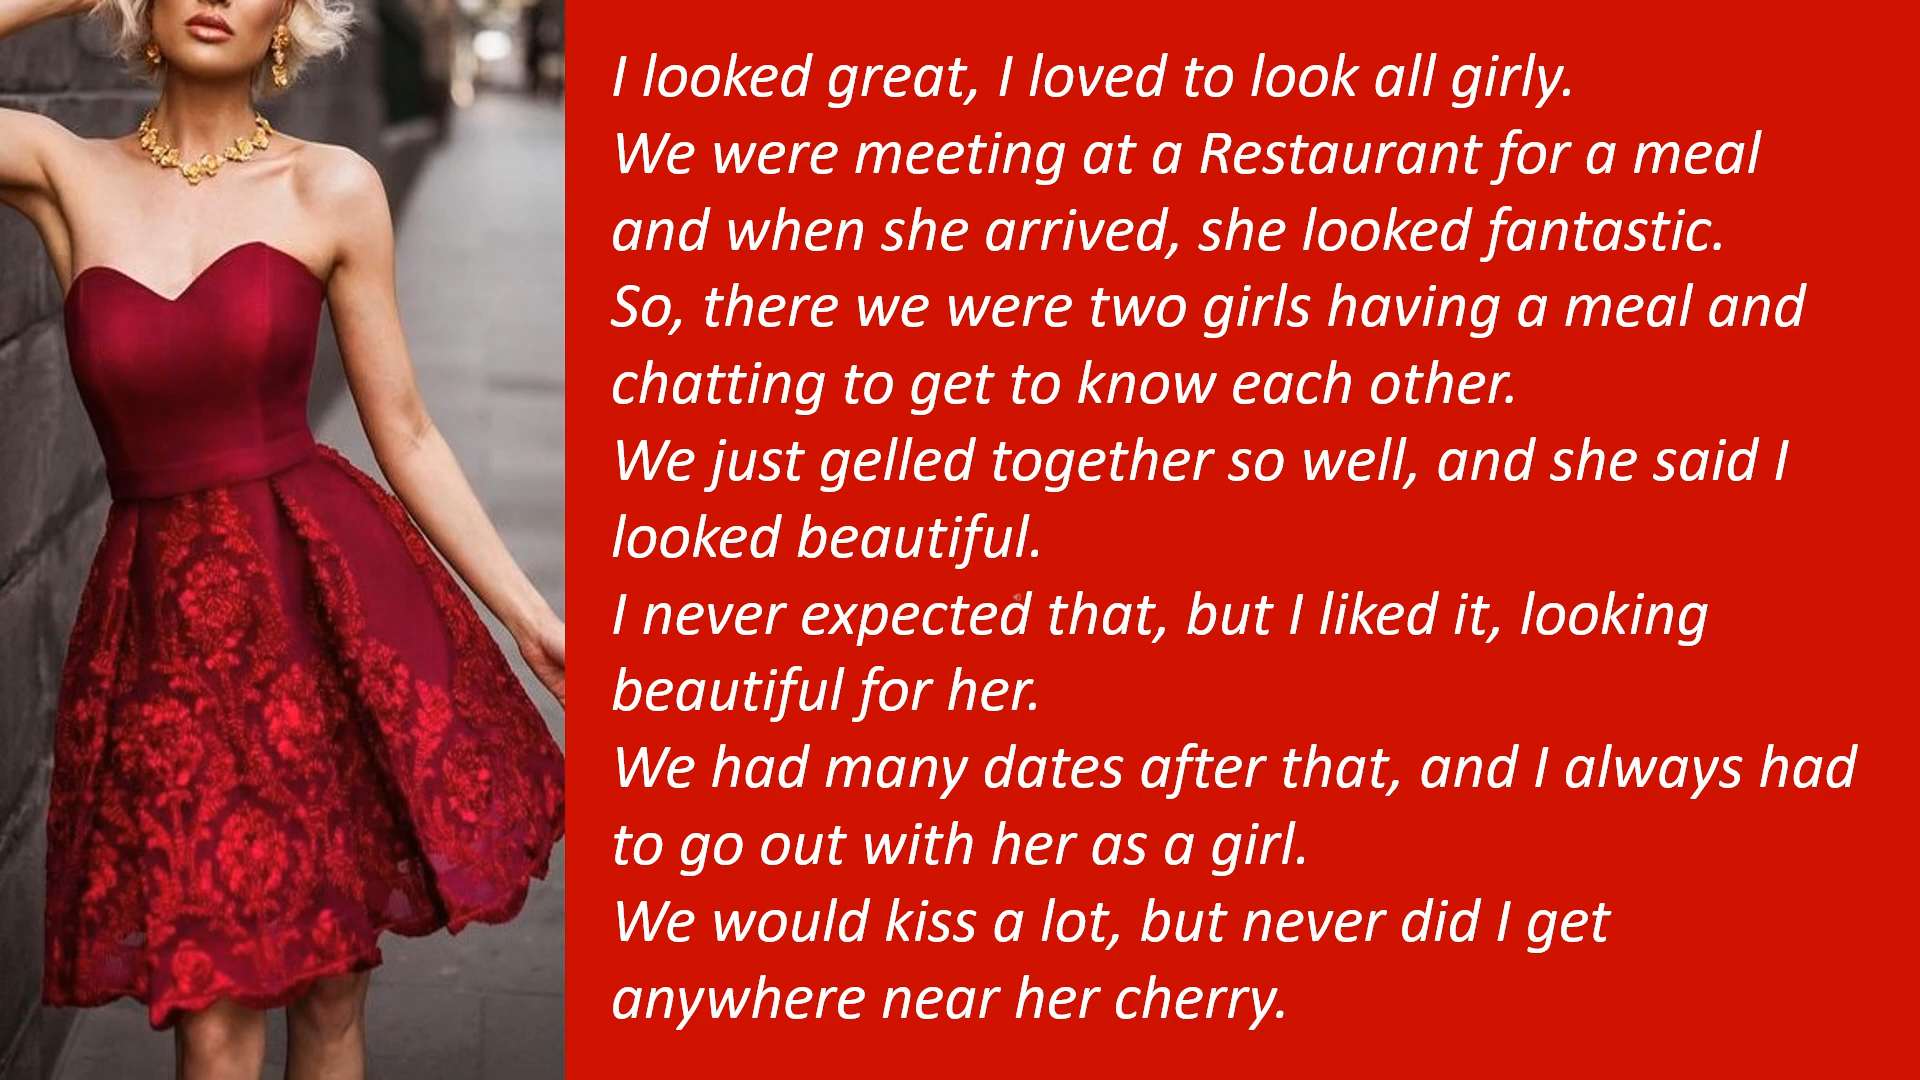 I looked great, I loved to look all girly.
We were meeting at a Restaurant for a meal
and when she arrived, she looked fantastic.
So, there we were two girls having a meal and
chatting to get to know each other.
We just gelled together so well, and she said I
looked beautiful.
I never expected that, but I liked it, looking
beautiful for her.
We had many dates after that, and I always had
to go out with her as a girl.
We would kiss a lot, but never did I get
anywhere near her cherry.